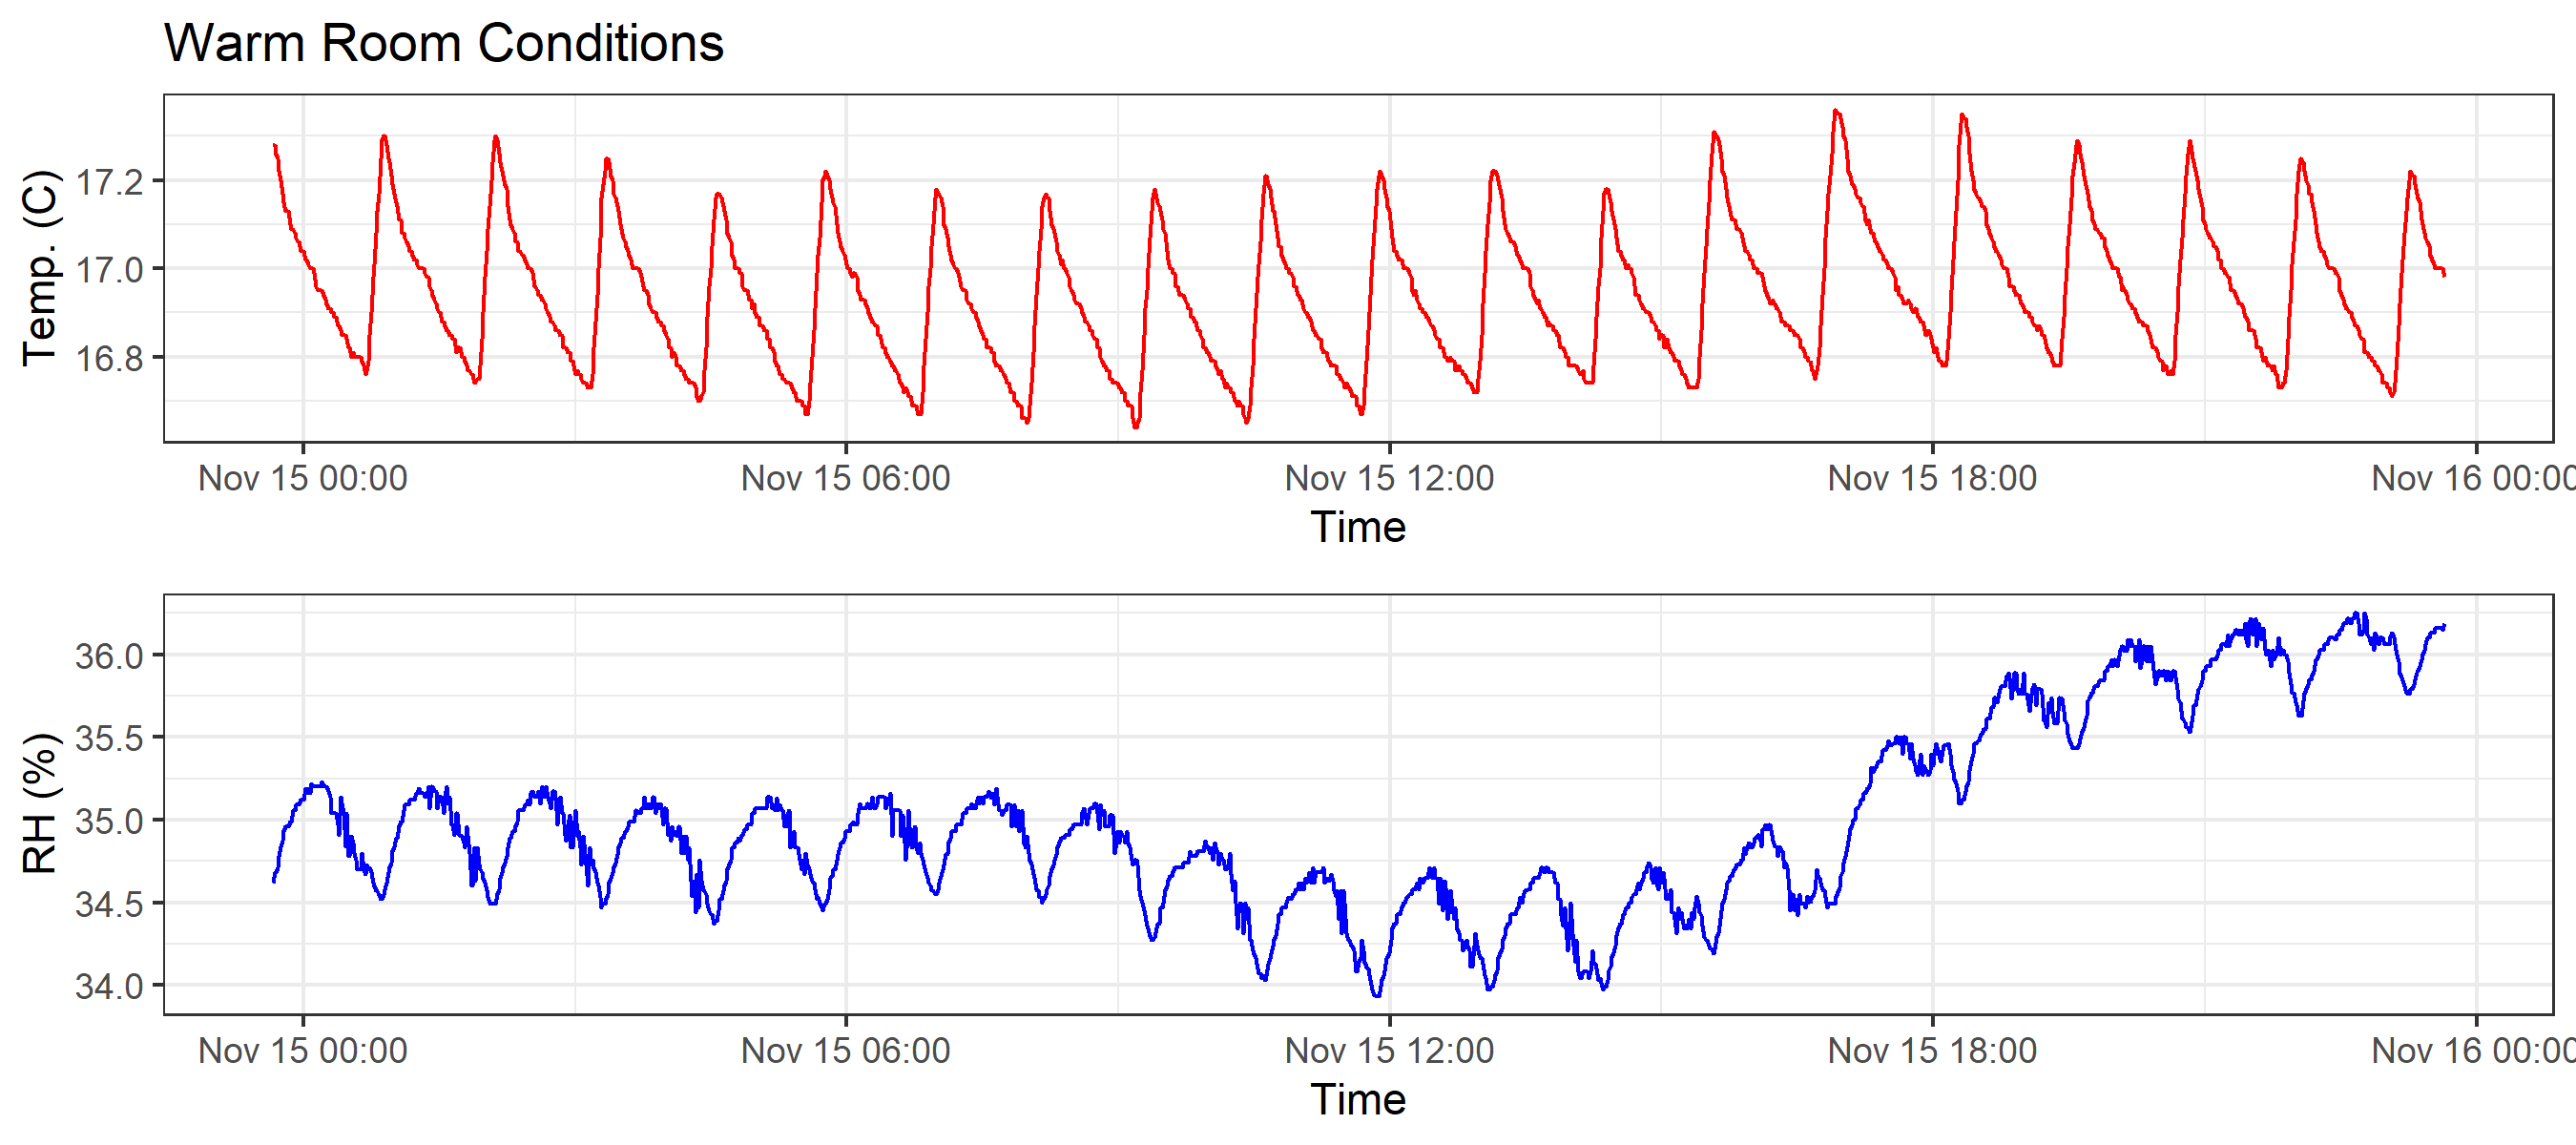 Warm Room Conditions
Temp. (C)
17.2
17.0
16.8
Nov 15 00:00 Nov 15 06:00 Nov 15 12:00 Nov 15 18:00 Nov 16 00:00
Time
RH (%)
36.0
35.5
35.0
34.5
34.0
Nov 15 00:00 Nov 15 06:00 Nov 15 12:00 Nov 15 18:00 Nov 16 00:00
Time